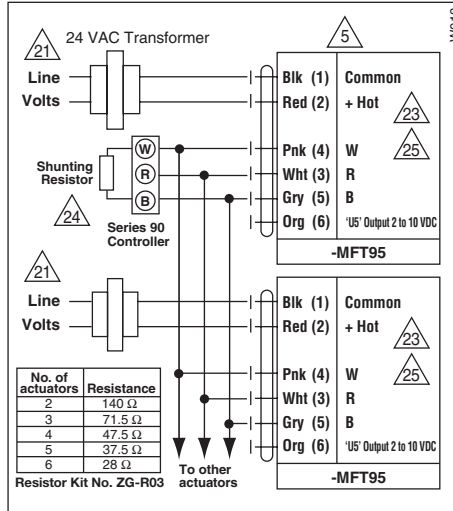 21 24 VAC Transformer 5
Line
Volts
Blk (1) Common
Red (2) + Hot
23
Pnk (4) W
25
Wht (3) R
Gry (5) B
Org (6) 'U5' Output 2 to 10 VDC
-MFT95
W
R
B
Shunting
Resistor
24
Series 90
Controller
21
Line
Volts
Blk (1) Common
Red (2) + Hot
23
Pnk (4) W
25
Wht (3) R
Gry (5) B
Org (6) 'U5' Output 2 to 10 VDC
-MFT95
No. of actuators Resistance
2 140 Ω
3 71.5 Ω
4 47.5 Ω
5 37.5 Ω
6 28 Ω
Resistor Kit No. ZG-R03
To other
actuators